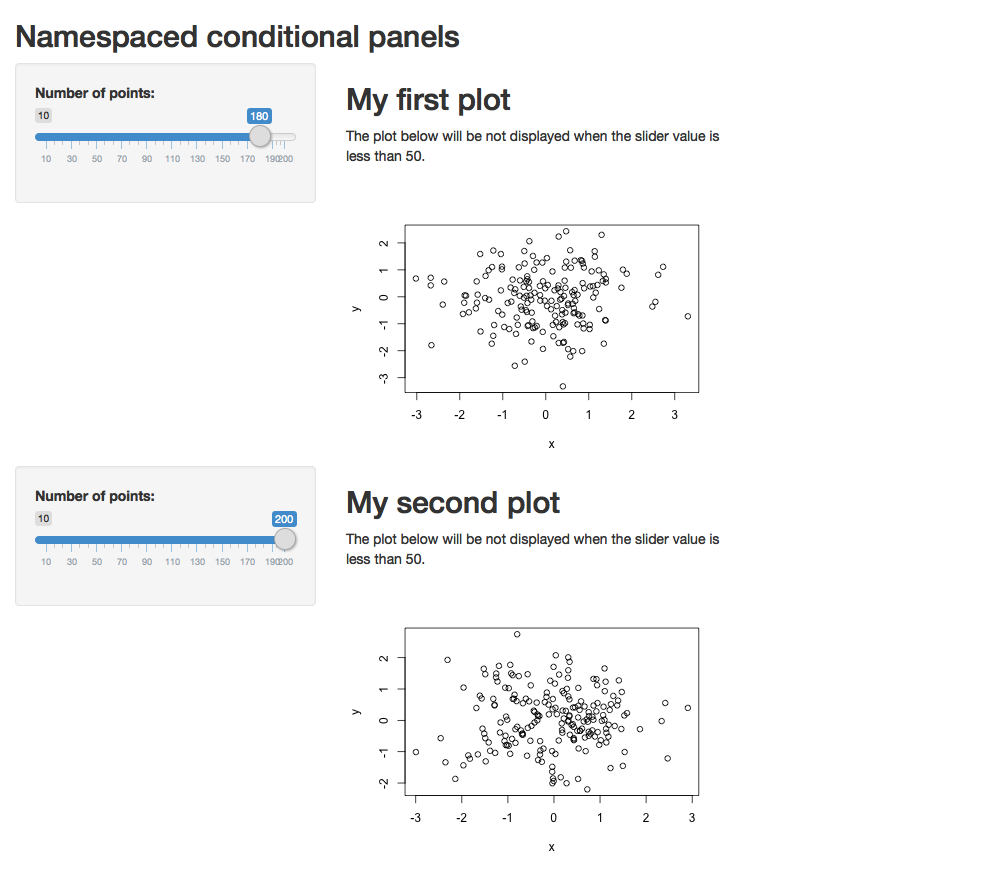 Namespaced conditional panels
Number of points:
10 180
10 30 50 70 90 110 130 150 170 190 200
My first plot
The plot below will be not displayed when the slider value is
less than 50.
2
1
0
-1
-2
-3
y
-3 -2 -1 0 1 2 3
x
Number of points:
10 200
10 30 50 70 90 110 130 150 170 190 200
My second plot
The plot below will be not displayed when the slider value is
less than 50.
2
1
0
-1
-2
y
-3 -2 -1 0 1 2 3
x